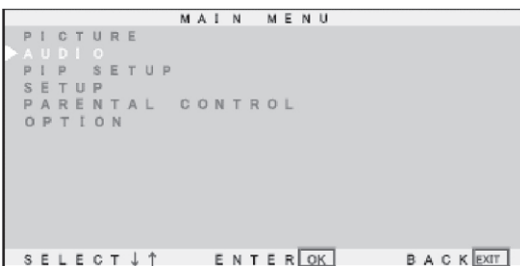 MAIN MENU
PICTURE
AUDIO
PIP SETUP
SETUP
PARENTAL CONTROL
OPTION
SELECT↓↑ ENTER OK BACK EXIT